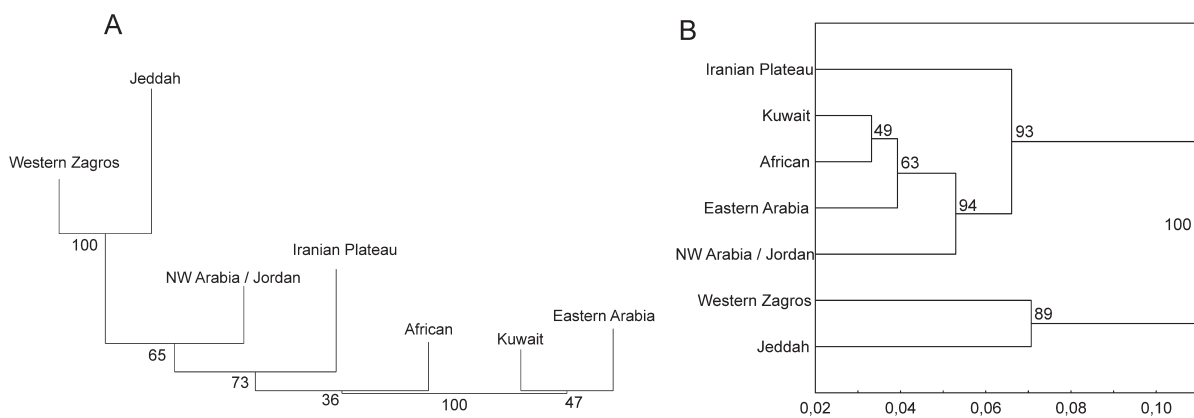 A
Jeddah
Western Zagros
100
Iranian Plateau
NW Arabia / Jordan
65
African
Eastern Arabia
Kuwait
73
36
100
47
B
Iranian Plateau
Kuwait
49
93
African
63
Eastern Arabia
94
100
NW Arabia / Jordan
Western Zagros
89
Jeddah
0,02 0,04 0,06 0,08 0,10